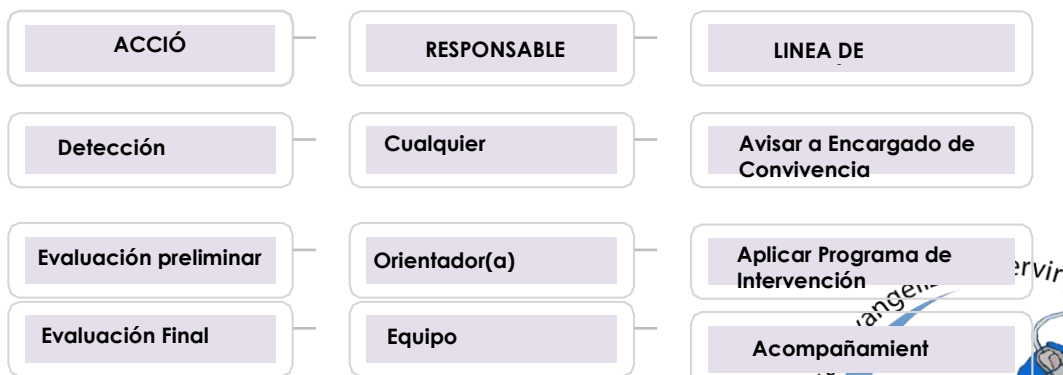 ACCIÓ
RESPONSABLE
LINEA DE
Detección
Cualquier
Avisar a Encargado de
Convivencia
Evaluación preliminar
Orientador(a)
Aplicar Programa de
Intervención
Evaluación Final
Equipo
Acompañamient